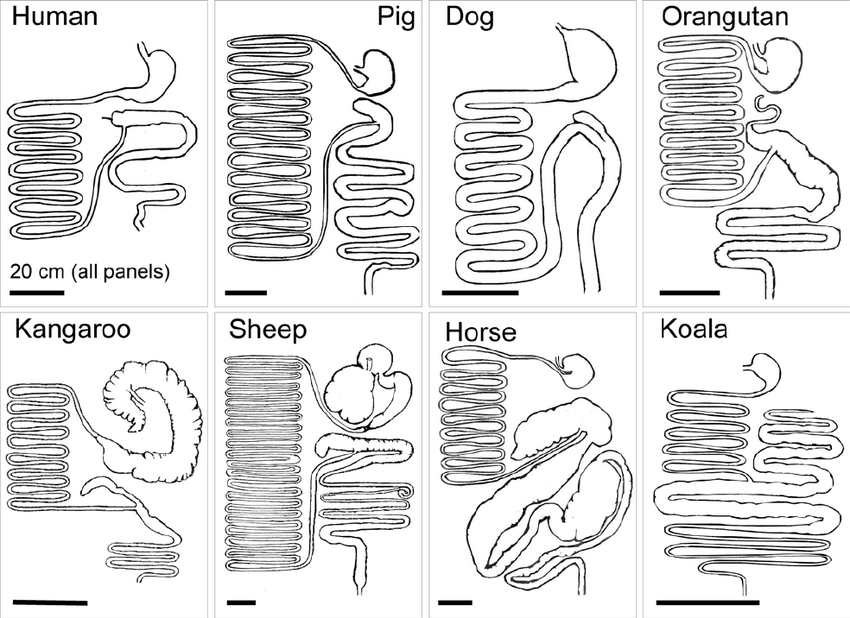 Human
Pig
Dog
Orangutan
20 cm (all panels)
Kangaroo
Sheep
Horse
Koala